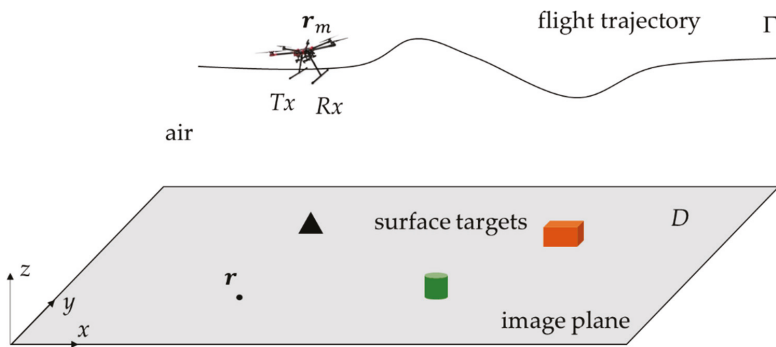 r_m
flight trajectory Γ
Tx Rx
air
surface targets D
z
r
y
x
image plane